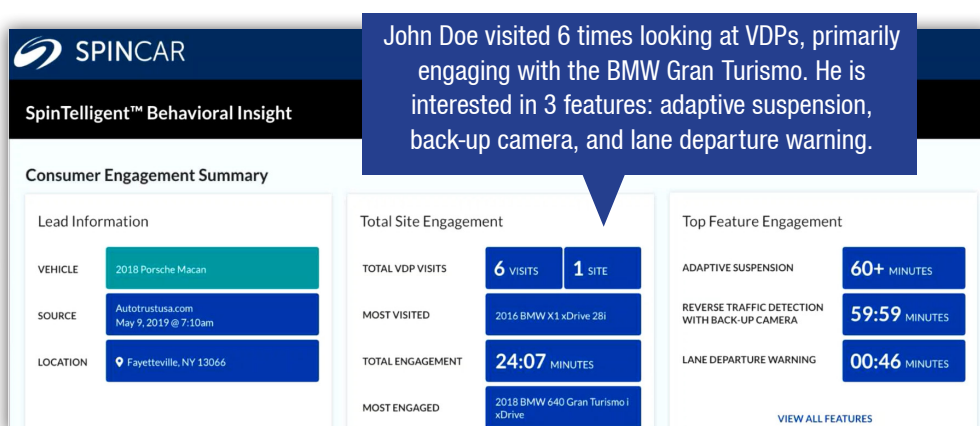 SPINCAR
John Doe visited 6 times looking at VDPs, primarily
engaging with the BMW Gran Turismo. He is
interested in 3 features: adaptive suspension,
back-up camera, and lane departure warning.
SpinTelligent™ Behavioral Insight
Consumer Engagement Summary
Lead Information
VEHICLE
2018 Porsche Macan
SOURCE
Autotrustusa.com
May 9, 2019 @ 7:10am
LOCATION
Fayetteville, NY 13066
Total Site Engagement
TOTAL VDP VISITS
6 VISITS
1 SITE
MOST VISITED
2016 BMW X1 xDrive 28i
TOTAL ENGAGEMENT
24:07 MINUTES
MOST ENGAGED
2018 BMW 640 Gran Turismo i
xDrive
Top Feature Engagement
ADAPTIVE SUSPENSION
60+ MINUTES
REVERSE TRAFFIC DETECTION
WITH BACK-UP CAMERA
59:59 MINUTES
LANE DEPARTURE WARNING
00:46 MINUTES
VIEW ALL FEATURES